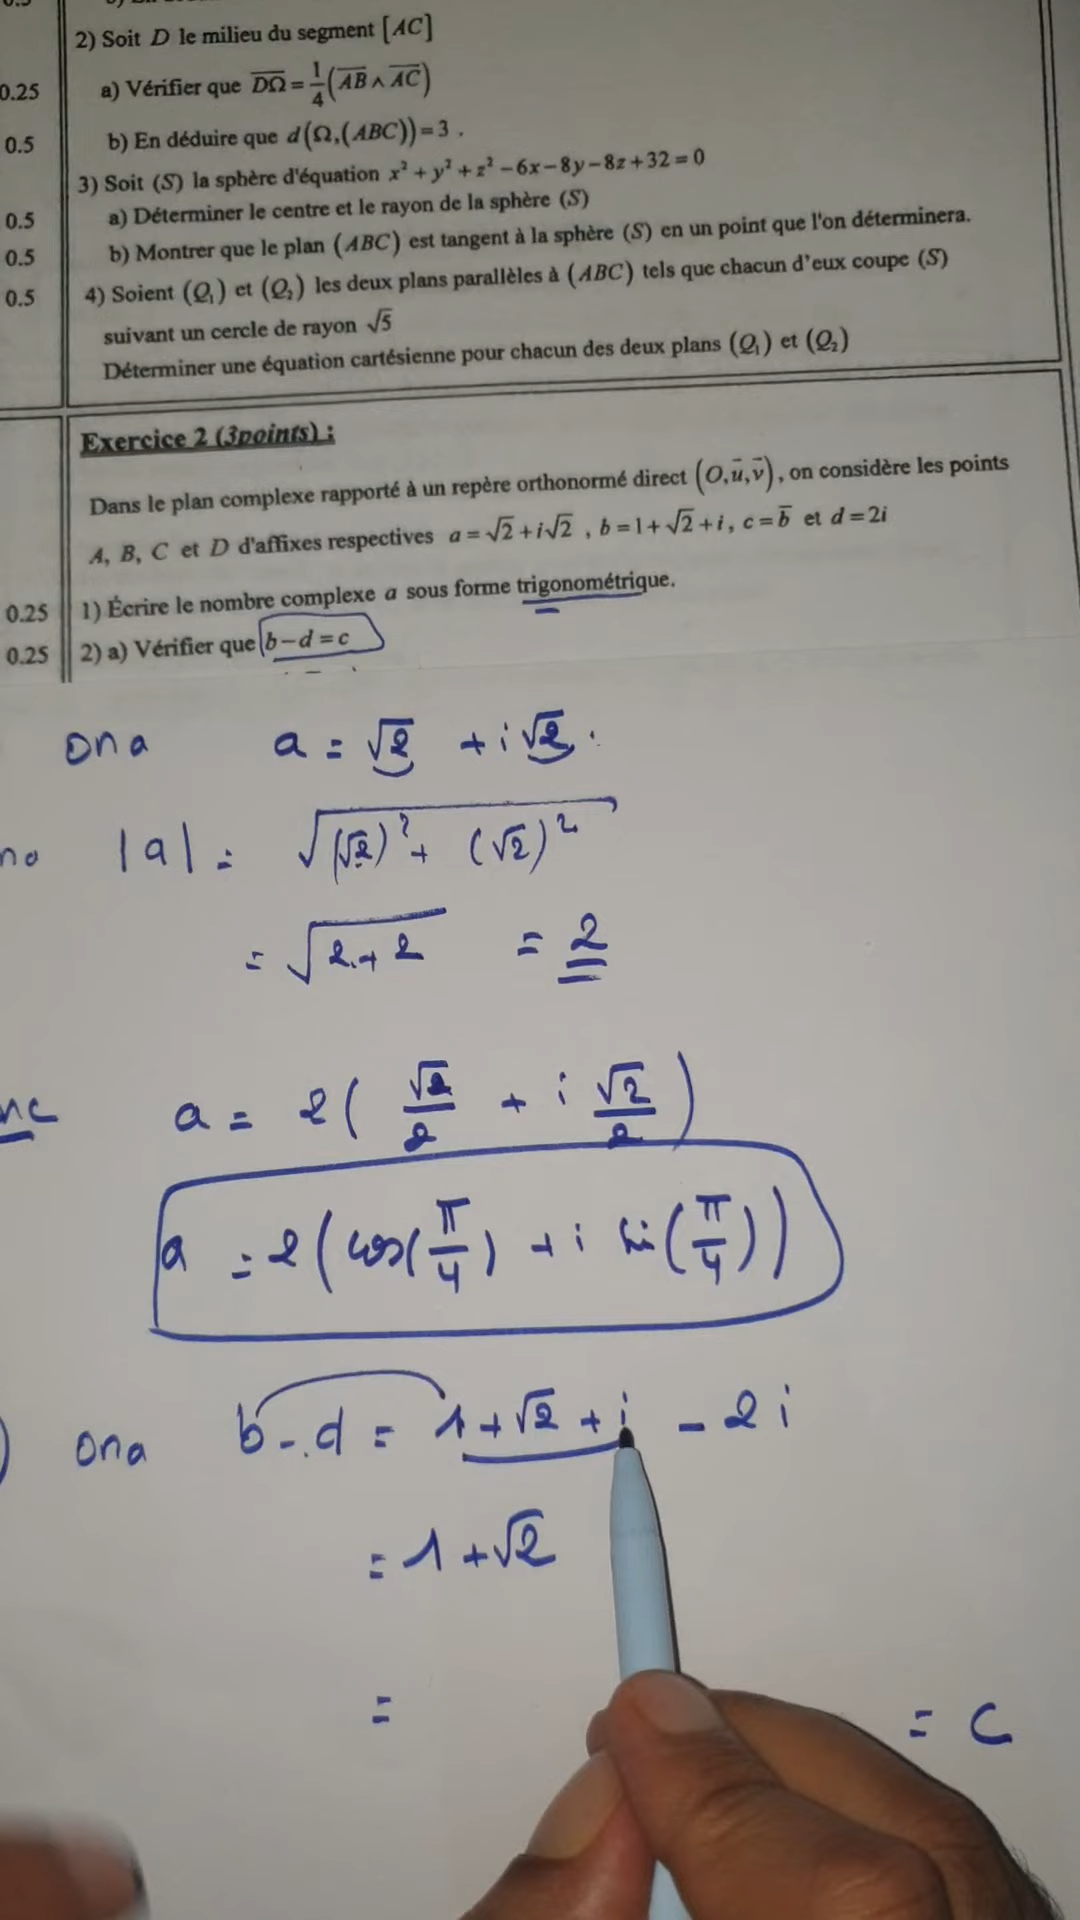 2) Soit D le milieu du segment [AC]
0.25 a) Vérifier que \overline{DΩ} = \frac{1}{4}(\overline{AB} ∧ \overline{AC})
0.5 b) En déduire que d(Ω,(ABC)) = 3 .
3) Soit (S) la sphère d'équation x² + y² + z² − 6x − 8y − 8z + 32 = 0
0.5 a) Déterminer le centre et le rayon de la sphère (S)
0.5 b) Montrer que le plan (ABC) est tangent à la sphère (S) en un point que l'on déterminera.
0.5 4) Soient (Q₁) et (Q₂) les deux plans parallèles à (ABC) tels que chacun d'eux coupe (S)
suivant un cercle de rayon √5
Déterminer une équation cartésienne pour chacun des deux plans (Q₁) et (Q₂)
Exercice 2 (3points) :
Dans le plan complexe rapporté à un repère orthonormé direct (O, u⃗, v⃗), on considère les points
A, B, C et D d'affixes respectives a = √2 + i√2 , b = 1 + √2 + i, c = \overline{b} et d = 2i
0.25 1) Écrire le nombre complexe a sous forme trigonométrique.
0.25 2) a) Vérifier que b − d = c
ona a = √2 + i√2 .
|a| = √((√2)² + (√2)²)
= √(2 + 2) = 2
nc a = 2( √2/2 + i √2/2 )
a = 2( cos(π/4) + i sin(π/4) )
) ona b - d = 1 + √2 + i - 2i
= 1 + √2
= = C